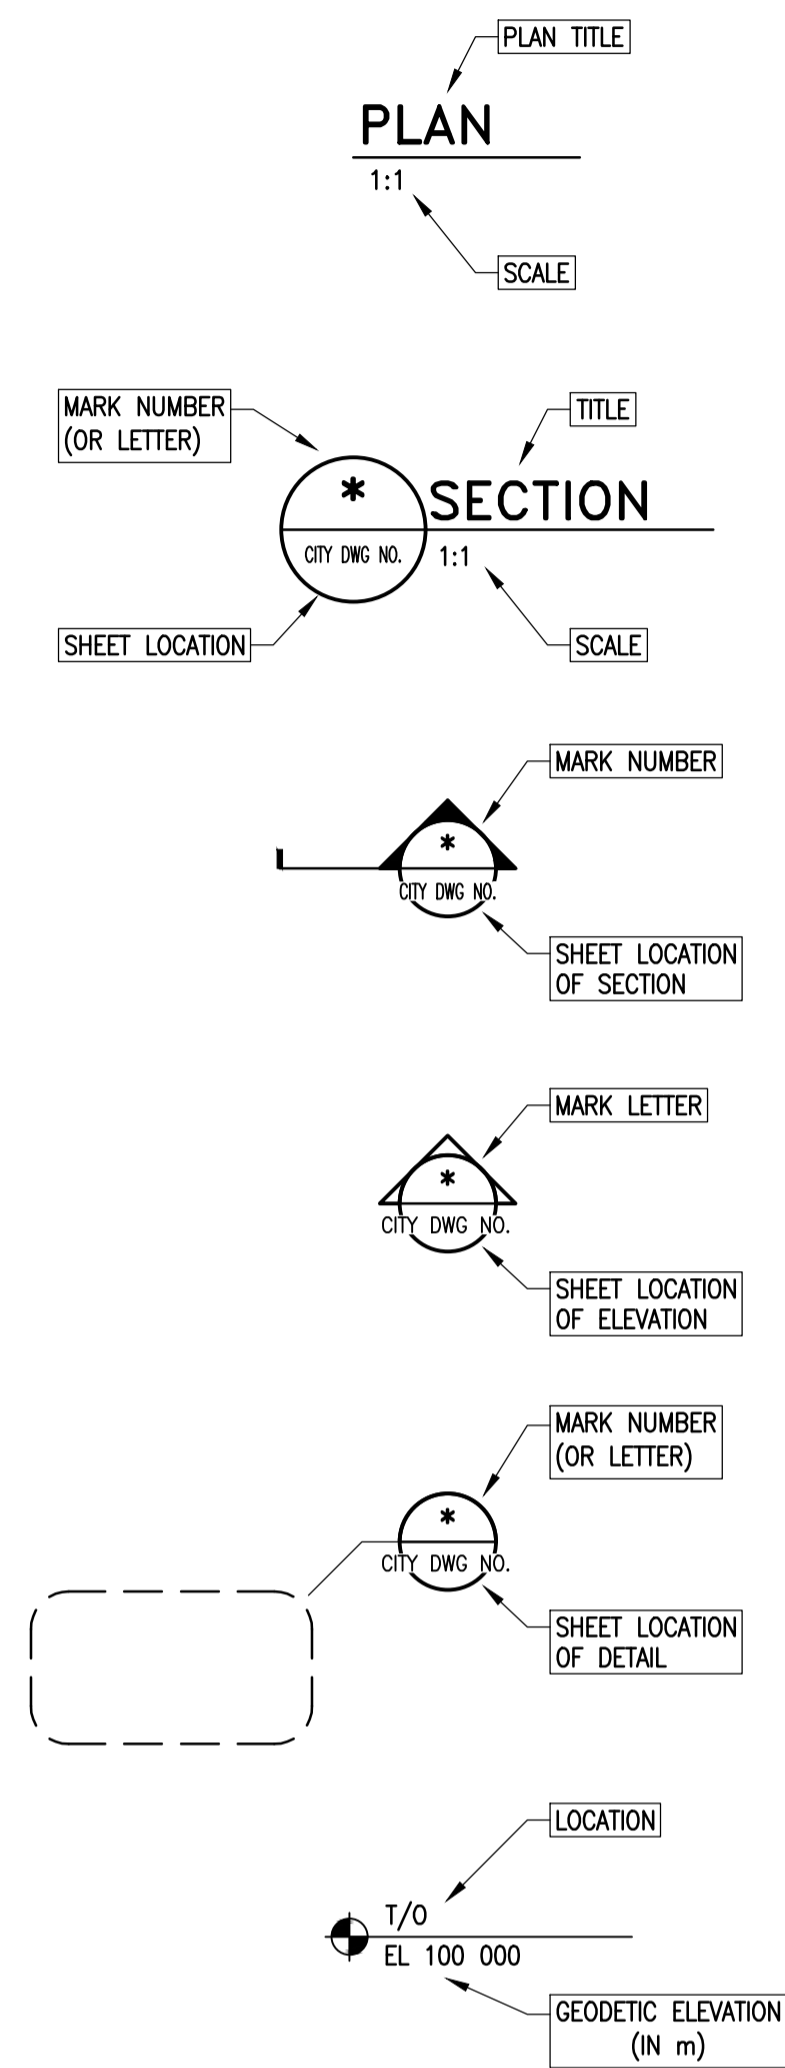 PLAN TITLE
PLAN
1:1
SCALE
MARK NUMBER
(OR LETTER)
TITLE
*
SECTION
CITY DWG NO.
1:1
SHEET LOCATION
SCALE
MARK NUMBER
*
CITY DWG NO.
SHEET LOCATION
OF SECTION
MARK LETTER
*
CITY DWG NO.
SHEET LOCATION
OF ELEVATION
MARK NUMBER
(OR LETTER)
*
CITY DWG NO.
SHEET LOCATION
OF DETAIL
LOCATION
T/O
EL 100 000
GEODETIC ELEVATION
(IN m)